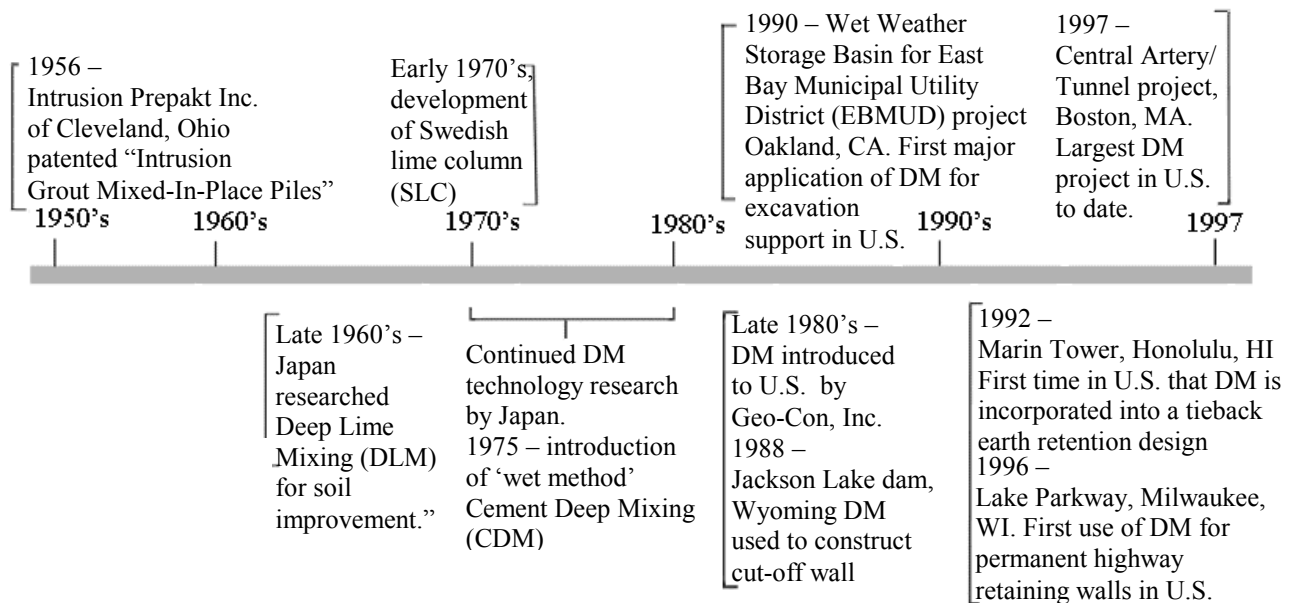 1956 –
Intrusion Prepakt Inc.
of Cleveland, Ohio
patented “Intrusion
Grout Mixed-In-Place Piles”
Early 1970’s,
development
of Swedish
lime column
(SLC)
1990 – Wet Weather
Storage Basin for East
Bay Municipal Utility
District (EBMUD) project
Oakland, CA. First major
application of DM for
excavation
support in U.S.
1997 –
Central Artery/
Tunnel project,
Boston, MA.
Largest DM
project in U.S.
to date.
1950’s
1960’s
1970’s
1980’s
1990’s
1997
Late 1960’s –
Japan
researched
Deep Lime
Mixing (DLM)
for soil
improvement.”
Continued DM
technology research
by Japan.
1975 – introduction
of ‘wet method’
Cement Deep Mixing
(CDM)
Late 1980’s –
DM introduced
to U.S. by
Geo-Con, Inc.
1988 –
Jackson Lake dam,
Wyoming DM
used to construct
cut-off wall
1992 –
Marin Tower, Honolulu, HI
First time in U.S. that DM is
incorporated into a tieback
earth retention design
1996 –
Lake Parkway, Milwaukee,
WI. First use of DM for
permanent highway
retaining walls in U.S.